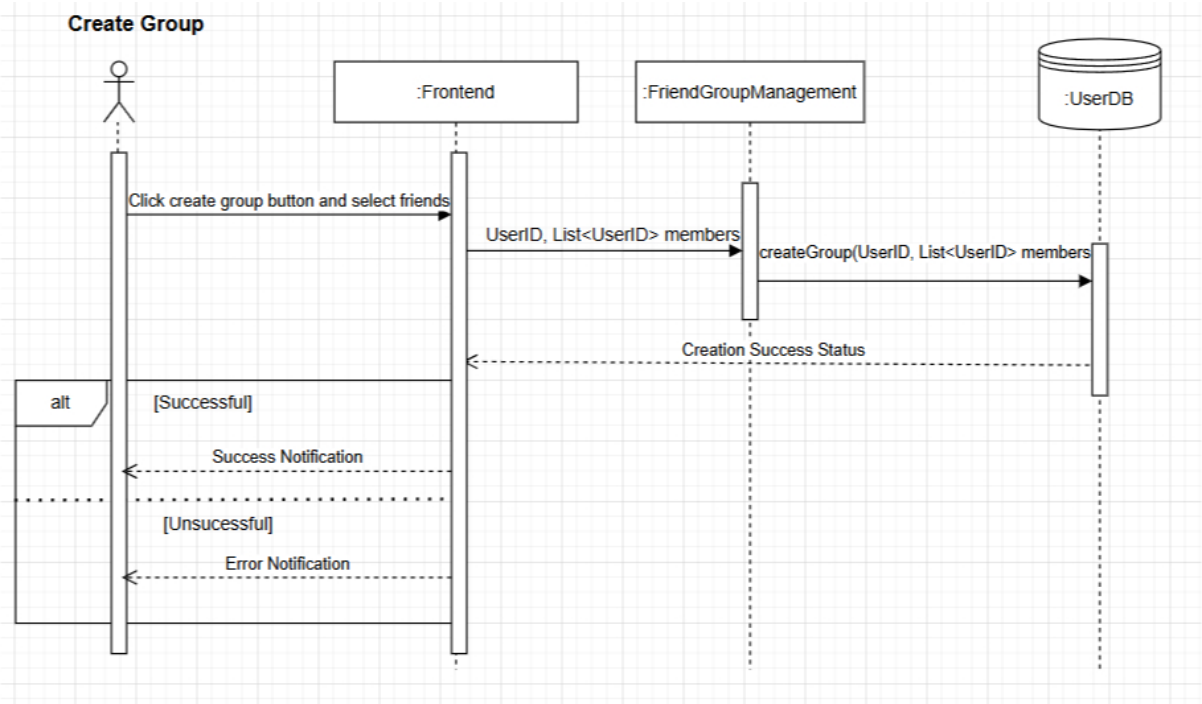 Create Group
:Frontend
:FriendGroupManagement
:UserDB
Click create group button and select friends
UserID, List<UserID> members
createGroup(UserID, List<UserID> members
Creation Success Status
alt
[Successful]
Success Notification
[Unsucessful]
Error Notification